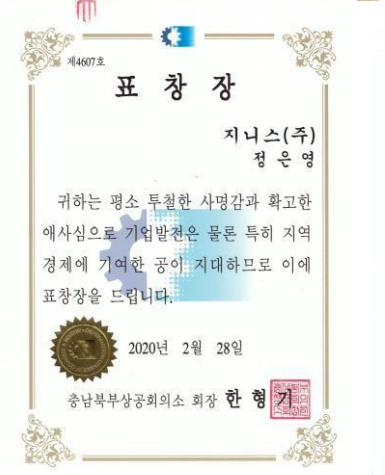 제4607호
표 창 장
지니스(주)
정 은 영
귀하는 평소 투철한 사명감과 확고한
애사심으로 기업발전은 물론 특히 지역
경제에 기여한 공이 지대하므로 이에
표창장을 드립니다.
2020년 2월 28일
충남북부상공회의소 회장 한 형 기